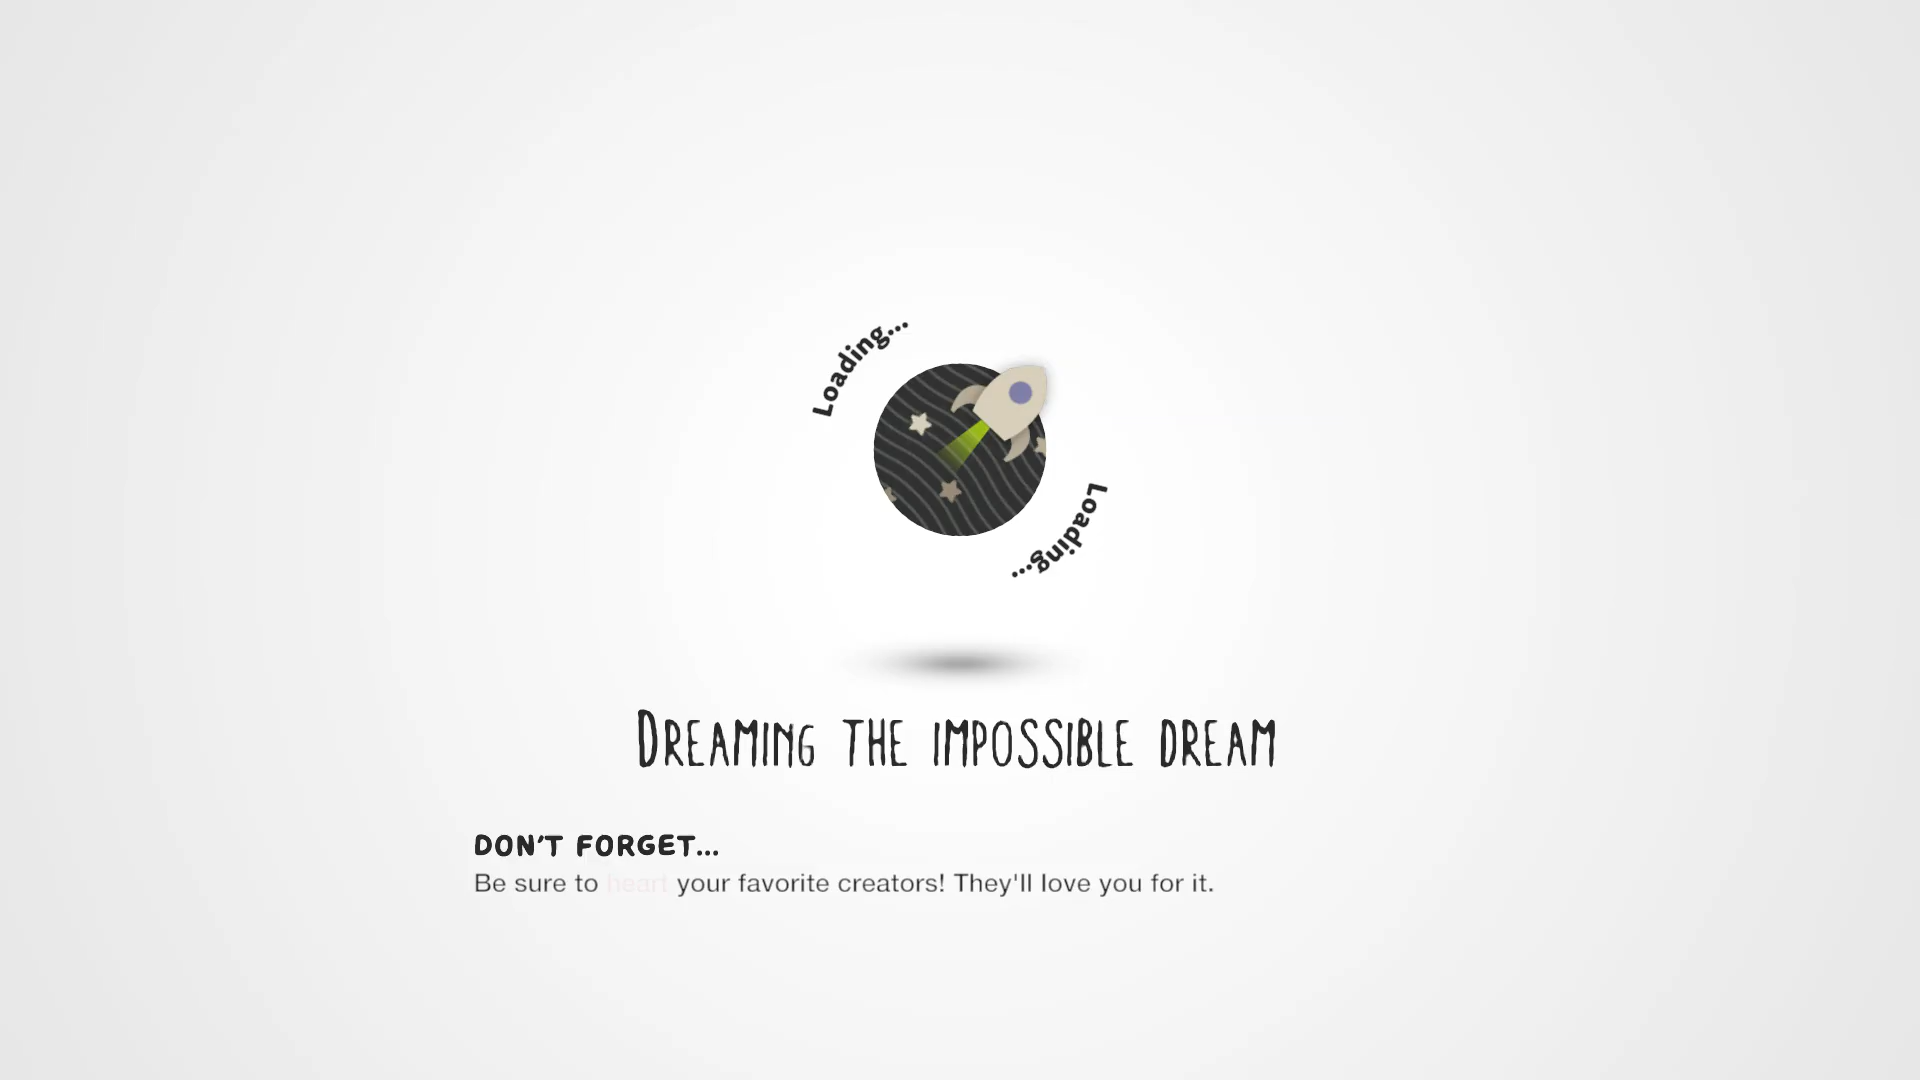 Loading...
Loading...
Dreaming the impossible dream
DON'T FORGET...
Be sure to heart your favorite creators! They'll love you for it.